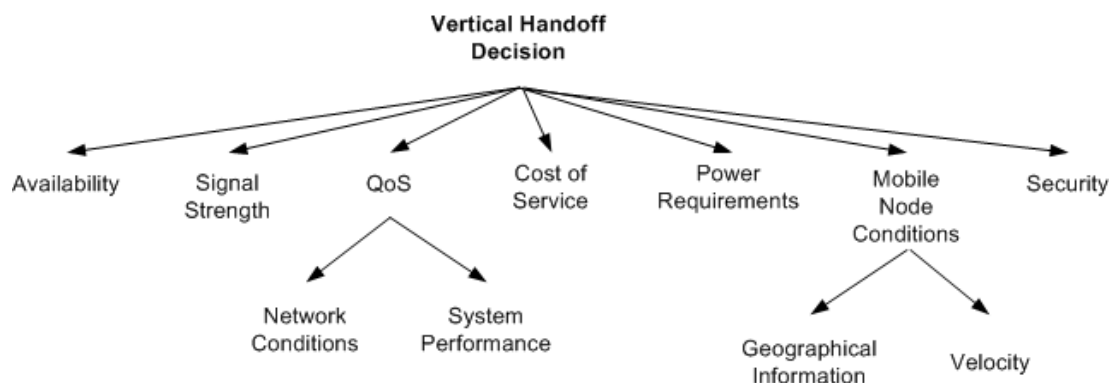 Vertical Handoff
Decision
Availability
Signal
Strength
QoS
Cost of
Service
Power
Requirements
Mobile
Node
Conditions
Security
Network
Conditions
System
Performance
Geographical
Information
Velocity